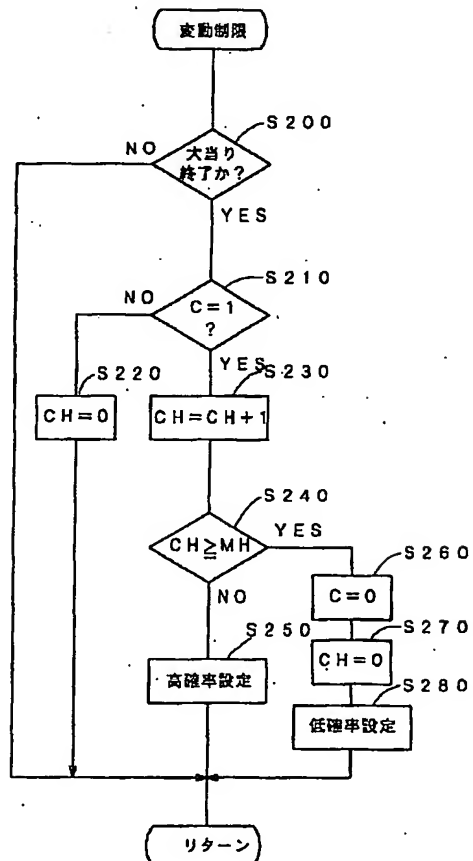 変動制限
S200
NO
大当り
終了か?
YES
S210
NO
C=1
?
YES
S220
S230
CH=0
CH=CH+1
S240
CH≧MH
YES
S260
NO
C=0
S250
S270
CH=0
高確率設定
S280
低確率設定
リターン